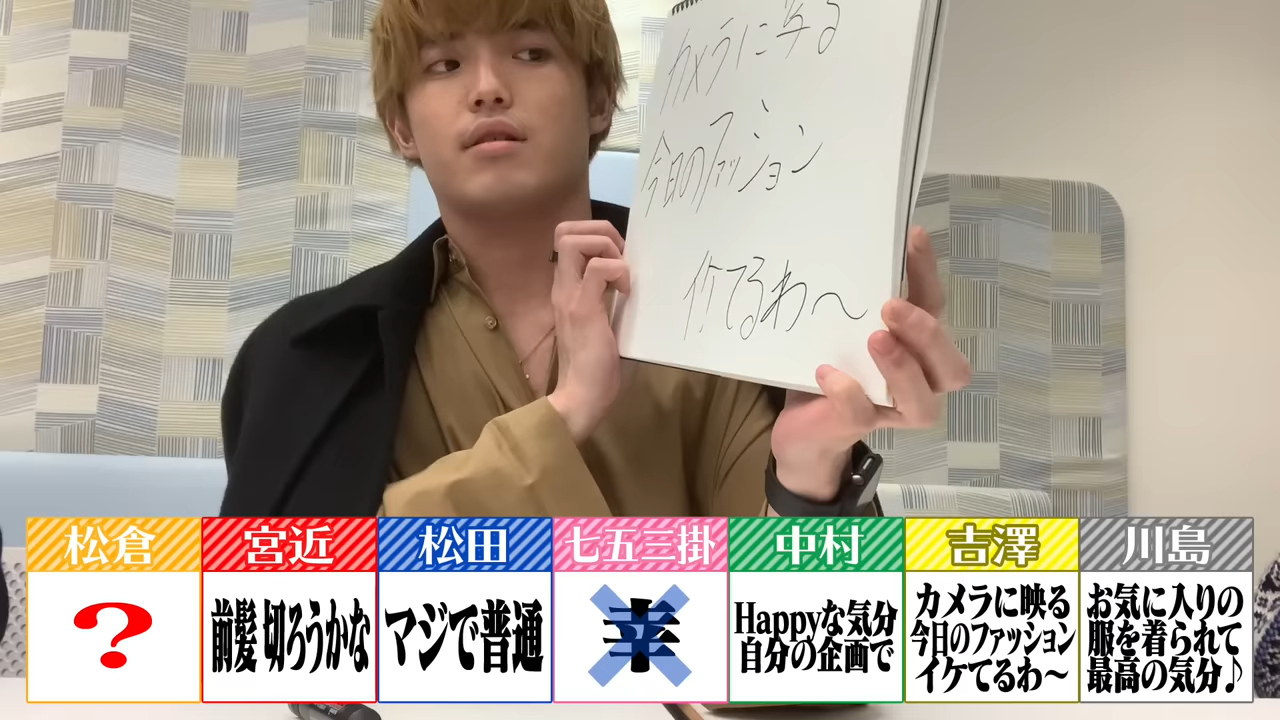 カメラに写る
今日のファッション
イケてるわ〜
松倉
宮近
松田
七五三掛
中村
吉澤
川島
?
前髪 切ろうかな
マジで普通
幸
Happyな気分
自分の企画で
カメラに映る
今日のファッション
イケてるわ〜
お気に入りの
服を着られて
最高の気分♪